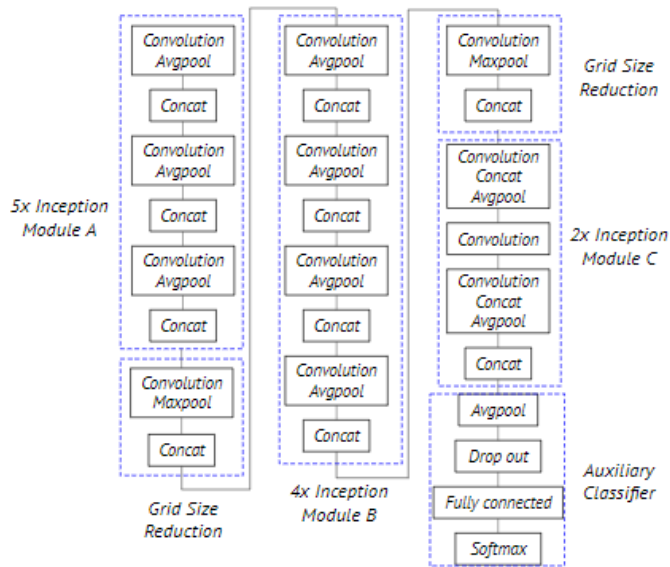 Convolution
Avgpool
Concat
Convolution
Avgpool
Concat
Convolution
Avgpool
Concat
5x Inception
Module A
Convolution
Maxpool
Concat
Grid Size
Reduction
Convolution
Avgpool
Concat
Convolution
Avgpool
Concat
Convolution
Avgpool
Concat
Convolution
Avgpool
Concat
4x Inception
Module B
Convolution
Maxpool
Concat
Grid Size
Reduction
Convolution
Concat
Avgpool
Convolution
Convolution
Concat
Avgpool
Concat
2x Inception
Module C
Avgpool
Drop out
Fully connected
Softmax
Auxiliary
Classifier